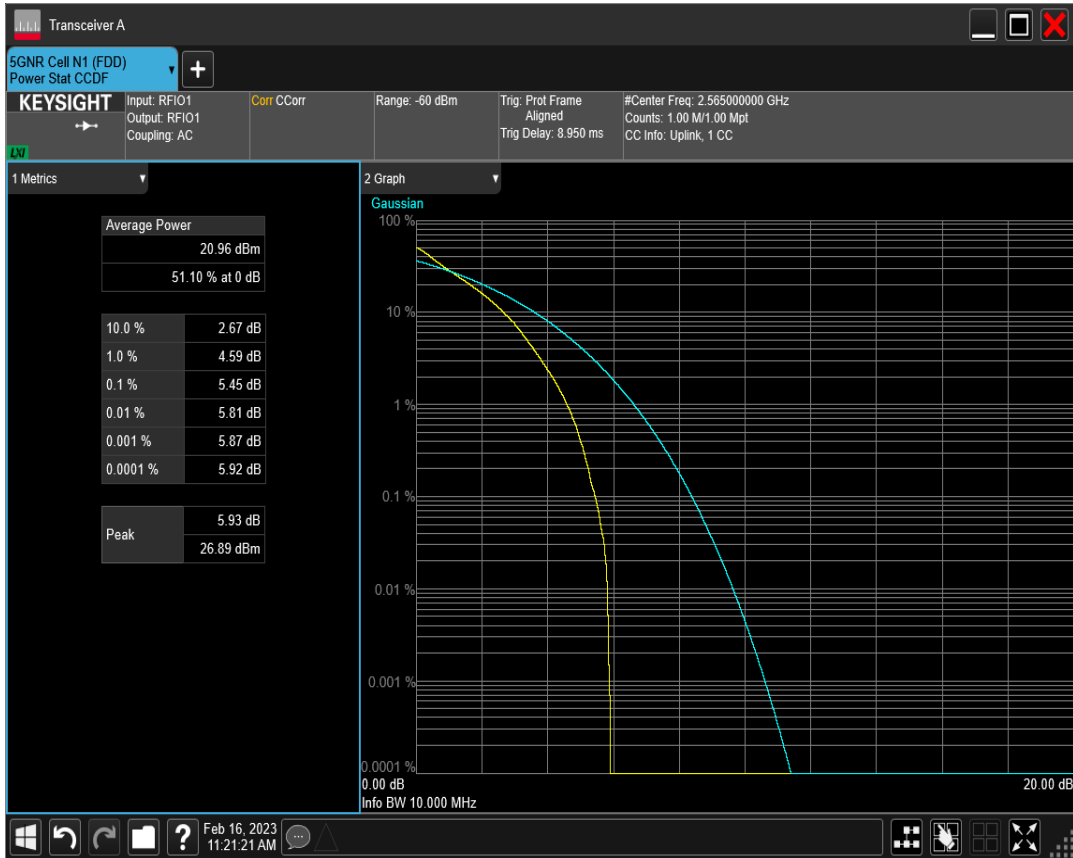 Transceiver A
5GNR Cell N1 (FDD)
Power Stat CCDF
+
KEYSIGHT
LXI
Input: RFIO1
Output: RFIO1
Coupling: AC
Corr CCorr
Range: -60 dBm
Trig: Prot Frame
Aligned
Trig Delay: 8.950 ms
#Center Freq: 2.565000000 GHz
Counts: 1.00 M/1.00 Mpt
CC Info: Uplink, 1 CC
1 Metrics
Average Power
20.96 dBm
51.10 % at 0 dB
10.0 % 2.67 dB
1.0 % 4.59 dB
0.1 % 5.45 dB
0.01 % 5.81 dB
0.001 % 5.87 dB
0.0001 % 5.92 dB
Peak
5.93 dB
26.89 dBm
2 Graph
Gaussian
100 %
10 %
1 %
0.1 %
0.01 %
0.001 %
0.0001 %
0.00 dB 20.00 dB
Info BW 10.000 MHz
?
Feb 16, 2023
11:21:21 AM